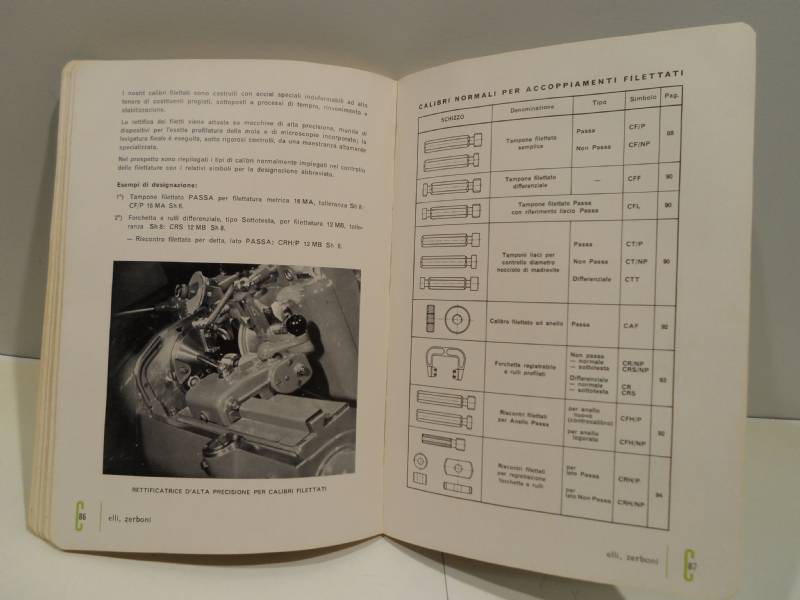 I nostri calibri filettati sono costruiti con acciai speciali indeformabili ad alto
tenore di costituenti pregiati, sottoposti a processi di tempra, rinvenimento e
stabilizzazione.
La rettifica dei filetti viene attuata su macchine di alta precisione, munite di
dispositivi per l'esatta profilatura della mola e di microscopio incorporato; la
levigatura finale è eseguita, sotto rigorosi controlli, da una maestranza altamente
specializzata.
Nel prospetto sono riepilogati i tipi di calibri normalmente impiegati nel controllo
delle filettature con i relativi simboli per la designazione abbreviata.
Esempi di designazione:
1°) Tampone filettato PASSA per filettatura metrica 16 MA, tolleranza Sh 6:
CF/P 16 MA Sh 6.
2°) Forchetta a rulli differenziale, tipo Sottotesta, per filettatura 12 MB, tolle-
ranza Sh 8: CRS 12 MB Sh 8.
— Riscontro filettato per detta, lato PASSA: CRH/P 12 MB Sh 8.
RETTIFICATRICE D'ALTA PRECISIONE PER CALIBRI FILETTATI
C 86 elli, zerboni
CALIBRI NORMALI PER ACCOPPIAMENTI FILETTATI
SCHIZZO Denominazione Tipo Simbolo Pag.
Tampone filettato semplice Passa CF/P 88
Non Passa CF/NP
Tampone filettato differenziale — CFF 90
Tampone filettato Passa con riferimento liscio Passa CFL 90
Tamponi lisci per controllo diametro nocciolo di madrevite Passa CT/P 90
Non Passa CT/NP
Differenziale CTT
Calibro filettato ad anello Passa CAF 92
Forchetta registrabile a rulli profilati Non passa 92
— normale CR/NP
— sottotesta CRS/NP
Differenziale
— normale CR
— sottotesta CRS
Riscontri filettati per Anello Passa per anello nuovo (controcalibro) CFH/P 92
per anello logorato CFH/NP
Riscontri filettati per registrazione forchetta a rulli per lato Passa CRH/P 94
per lato Non Passa CRH/NP
elli, zerboni C 87